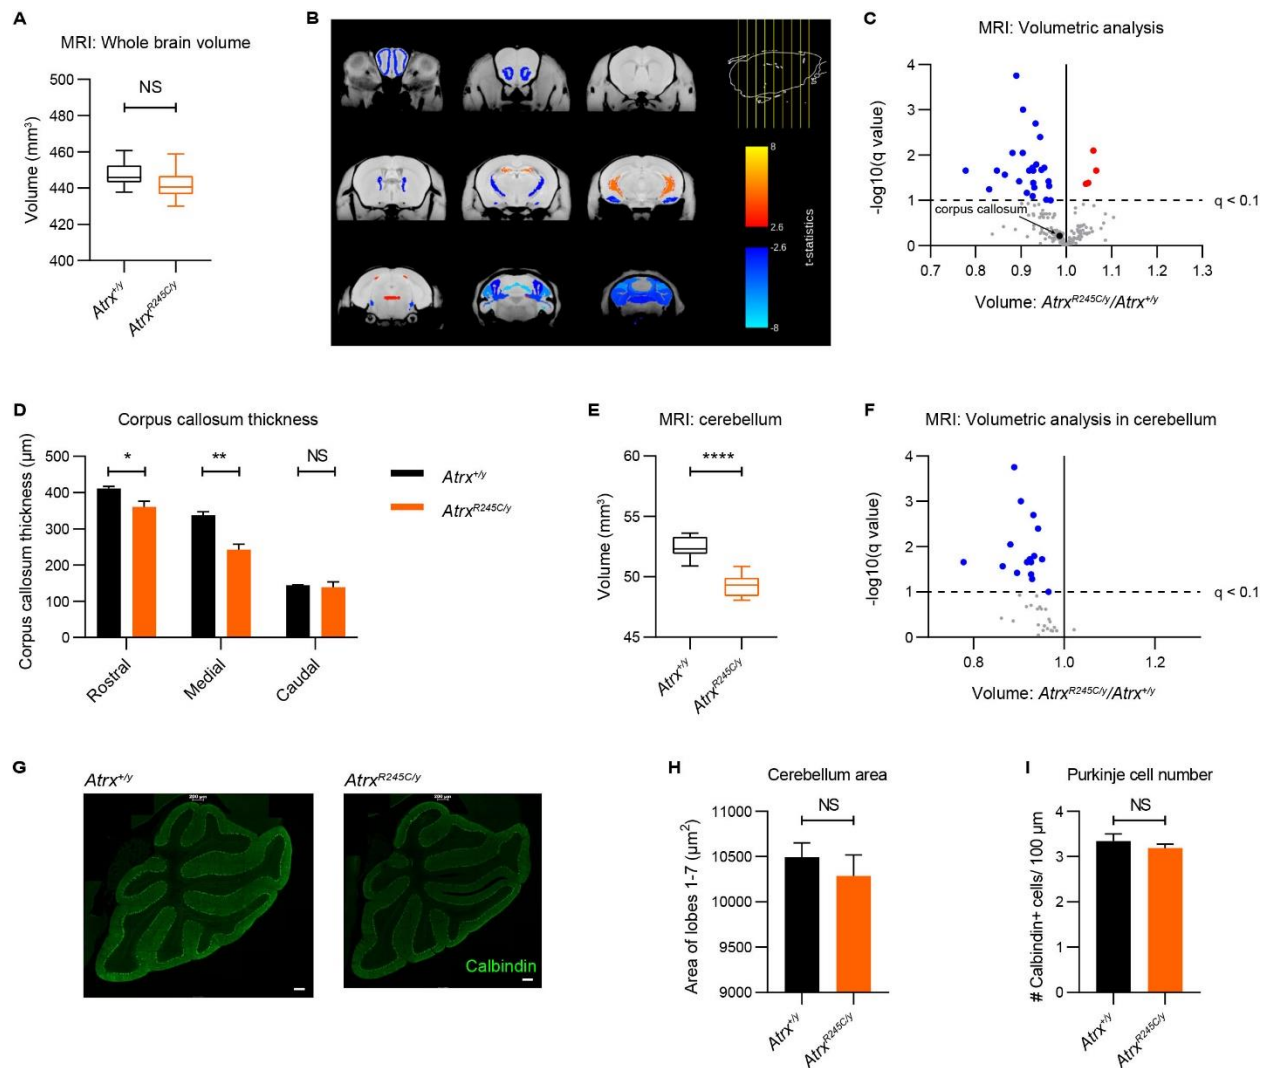 A
MRI: Whole brain volume
500
480
460
440
420
400
Volume (mm³)
NS
Atrx+/y
AtrxR245C/y
B
8
2.6
-2.6
-8
t-statistics
C
MRI: Volumetric analysis
4
3
2
1
0
-log10(q value)
corpus callosum
q < 0.1
0.7 0.8 0.9 1.0 1.1 1.2 1.3
Volume: AtrxR245C/y/Atrx+/y
D
Corpus callosum thickness
500
400
300
200
100
0
Corpus callosum thickness (µm)
* ** NS
Rostral
Medial
Caudal
Atrx+/y
AtrxR245C/y
E
MRI: cerebellum
60
55
50
45
Volume (mm³)
****
Atrx+/y
AtrxR245C/y
F
MRI: Volumetric analysis in cerebellum
4
3
2
1
0
-log10(q value)
q < 0.1
0.8 1.0 1.2
Volume: AtrxR245C/y/Atrx+/y
G
Atrx+/y
200 µm
AtrxR245C/y
200 µm
Calbindin
H
Cerebellum area
11000
10500
10000
9500
9000
Area of lobes 1-7 (µm²)
NS
Atrx+/y
AtrxR245C/y
I
Purkinje cell number
4
3
2
1
0
# Calbindin+ cells/ 100 µm
NS
Atrx+/y
AtrxR245C/y